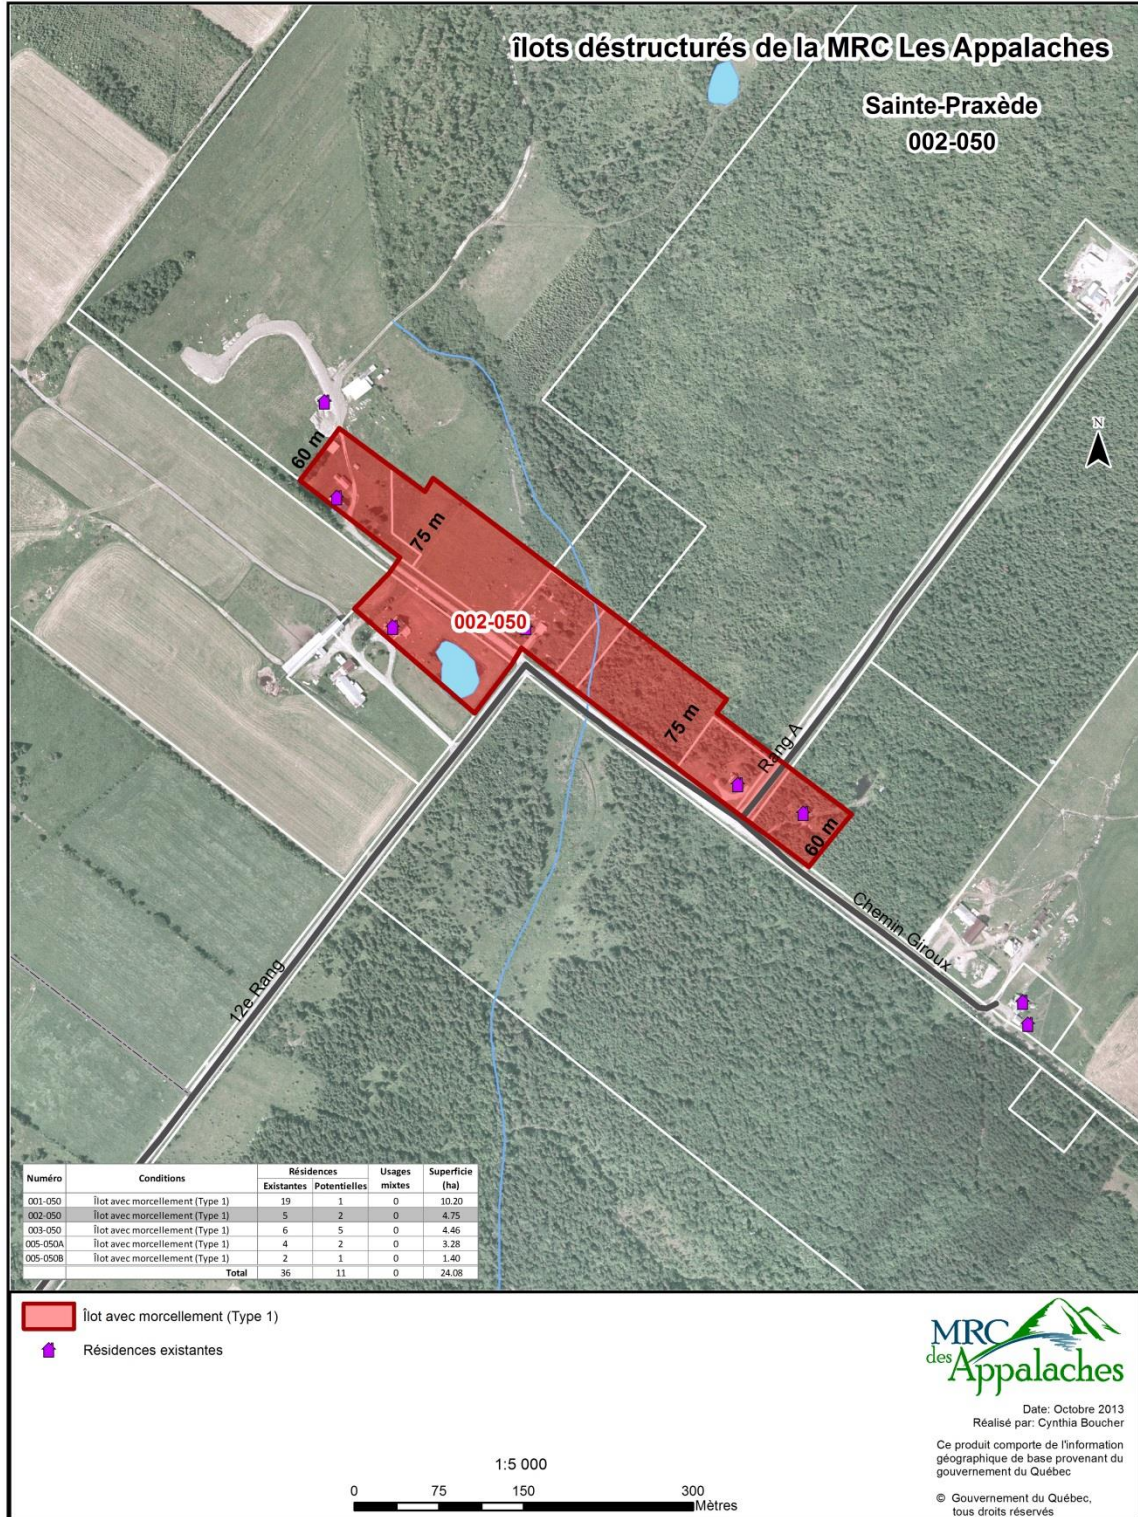 îlots déstructurés de la MRC Les Appalaches
Sainte-Praxède
002-050
N
60 m
75 m
002-050
75 m
Rang A
60 m
Chemin Giroux
12e Rang
Numéro Conditions Résidences Usages mixtes Superficie (ha)
Existantes Potentielles
001-050 Îlot avec morcellement (Type 1) 19 1 0 10.20
002-050 Îlot avec morcellement (Type 1) 5 2 0 4.75
003-050 Îlot avec morcellement (Type 1) 6 5 0 4.46
005-050A Îlot avec morcellement (Type 1) 4 2 0 3.28
005-050B Îlot avec morcellement (Type 1) 2 1 0 1.40
Total 36 11 0 24.08
Îlot avec morcellement (Type 1)
Résidences existantes
1:5 000
0 75 150 300
Mètres
MRC
des Appalaches
Date: Octobre 2013
Réalisé par: Cynthia Boucher
Ce produit comporte de l'information
géographique de base provenant du
gouvernement du Québec
© Gouvernement du Québec,
tous droits réservés